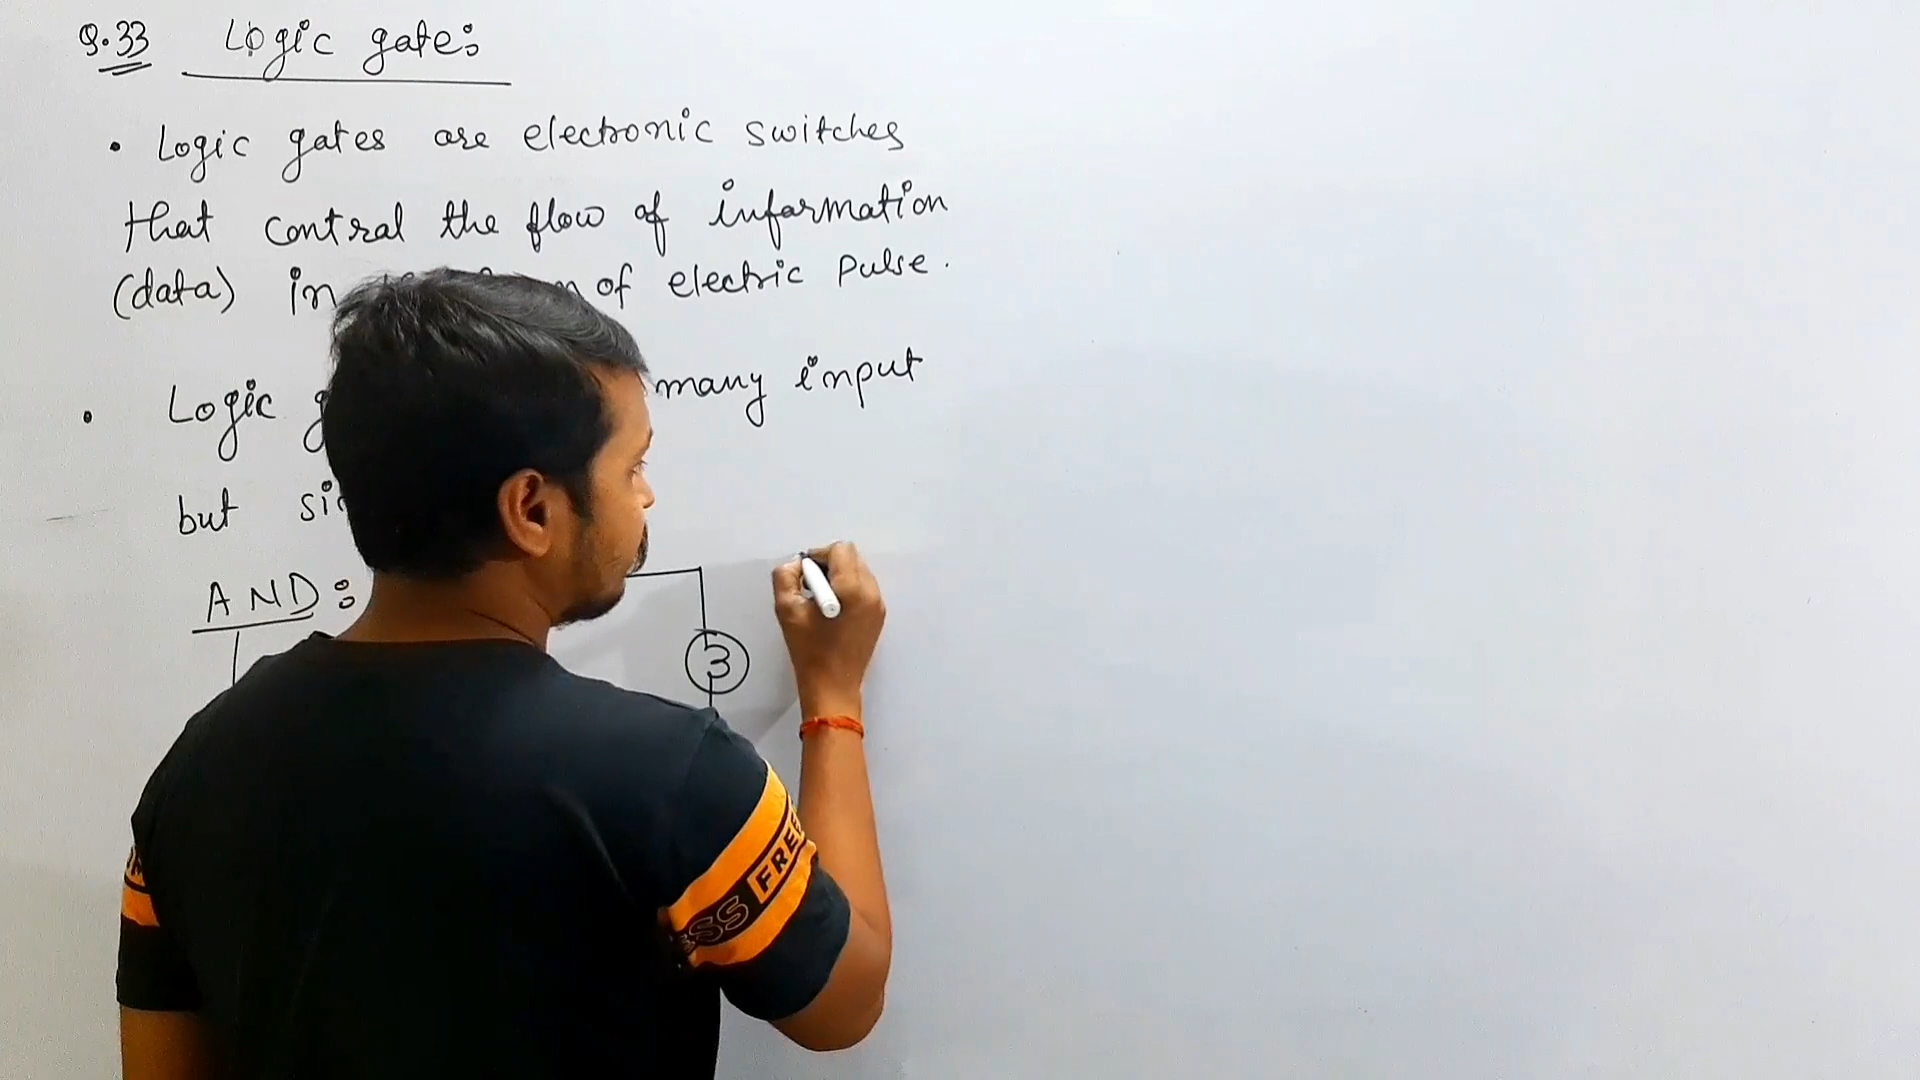 Q.33 Logic gate:
• Logic gates are electronic switches
that control the flow of information
(data) in of electric Pulse.
• Logic many input
but
AND:
3
FREE